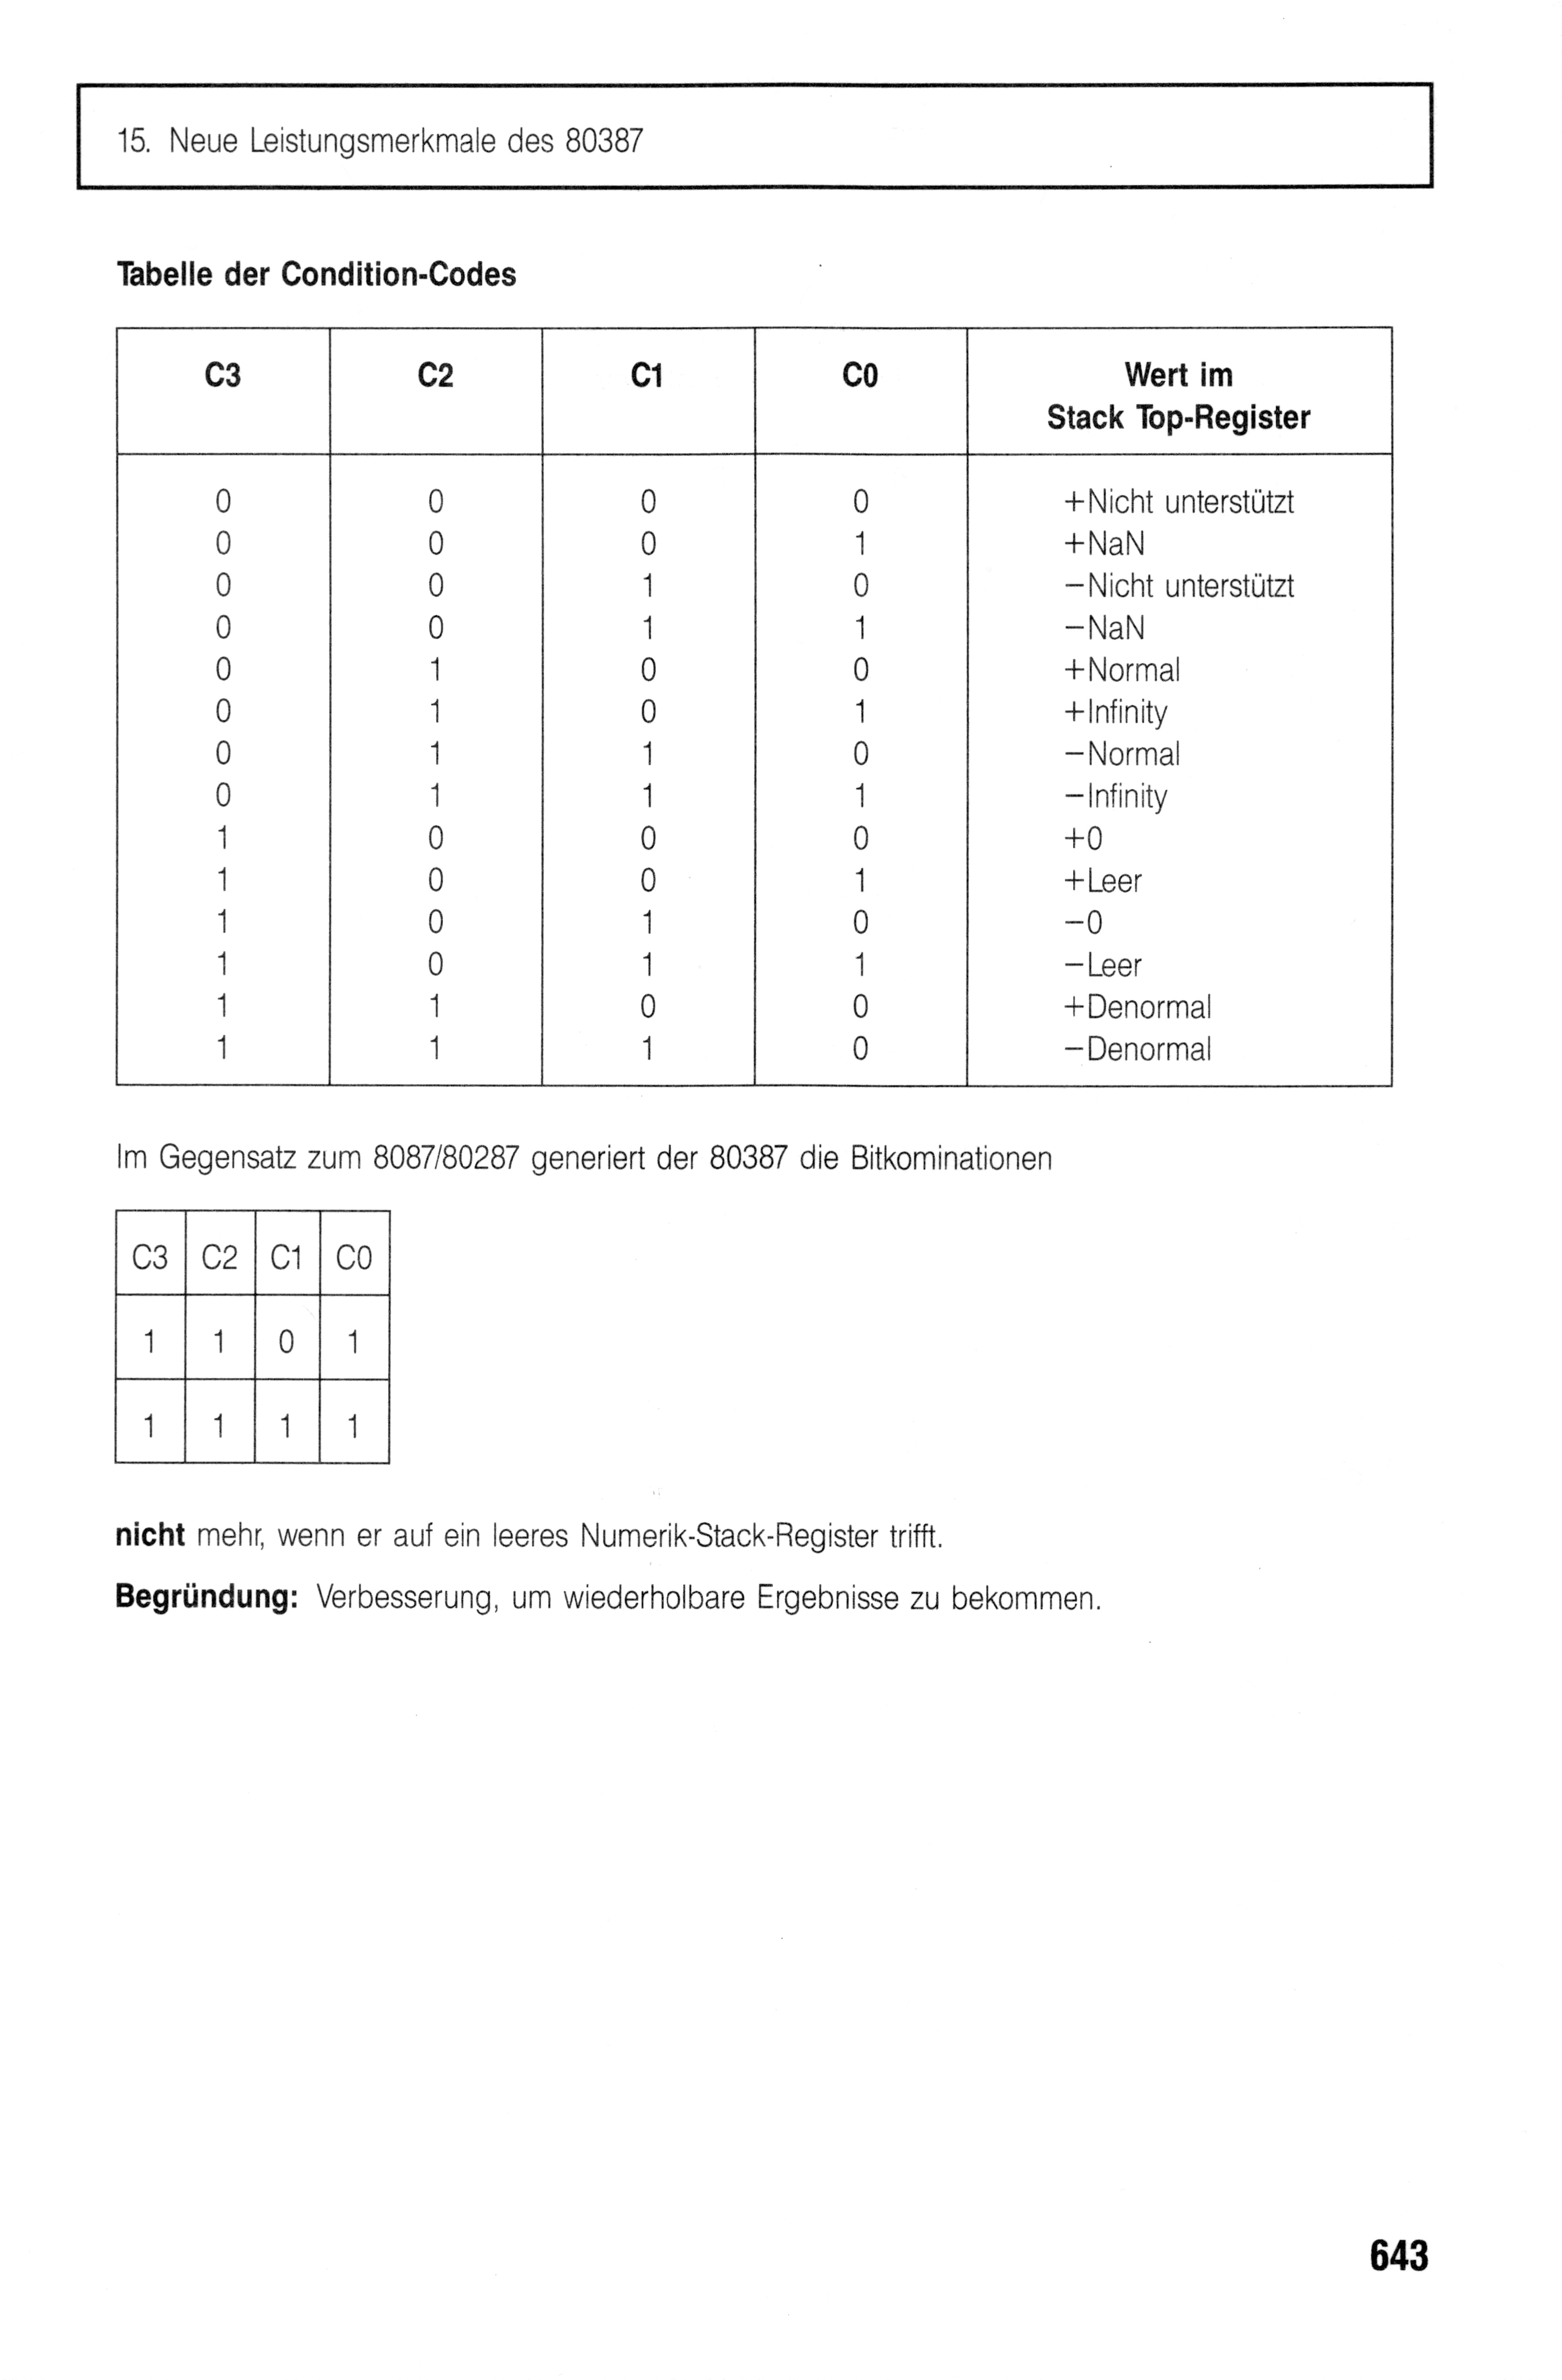 15. Neue Leistungsmerkmale des 80387
Tabelle der Condition-Codes
C3 C2 C1 C0 Wert im
Stack Top-Register
0 0 0 0 +Nicht unterstützt
0 0 0 1 +NaN
0 0 1 0 −Nicht unterstützt
0 0 1 1 −NaN
0 1 0 0 +Normal
0 1 0 1 +Infinity
0 1 1 0 −Normal
0 1 1 1 −Infinity
1 0 0 0 +0
1 0 0 1 +Leer
1 0 1 0 −0
1 0 1 1 −Leer
1 1 0 0 +Denormal
1 1 1 0 −Denormal
Im Gegensatz zum 8087/80287 generiert der 80387 die Bitkominationen
C3 C2 C1 C0
1 1 0 1
1 1 1 1
nicht mehr, wenn er auf ein leeres Numerik-Stack-Register trifft.
Begründung: Verbesserung, um wiederholbare Ergebnisse zu bekommen.
643